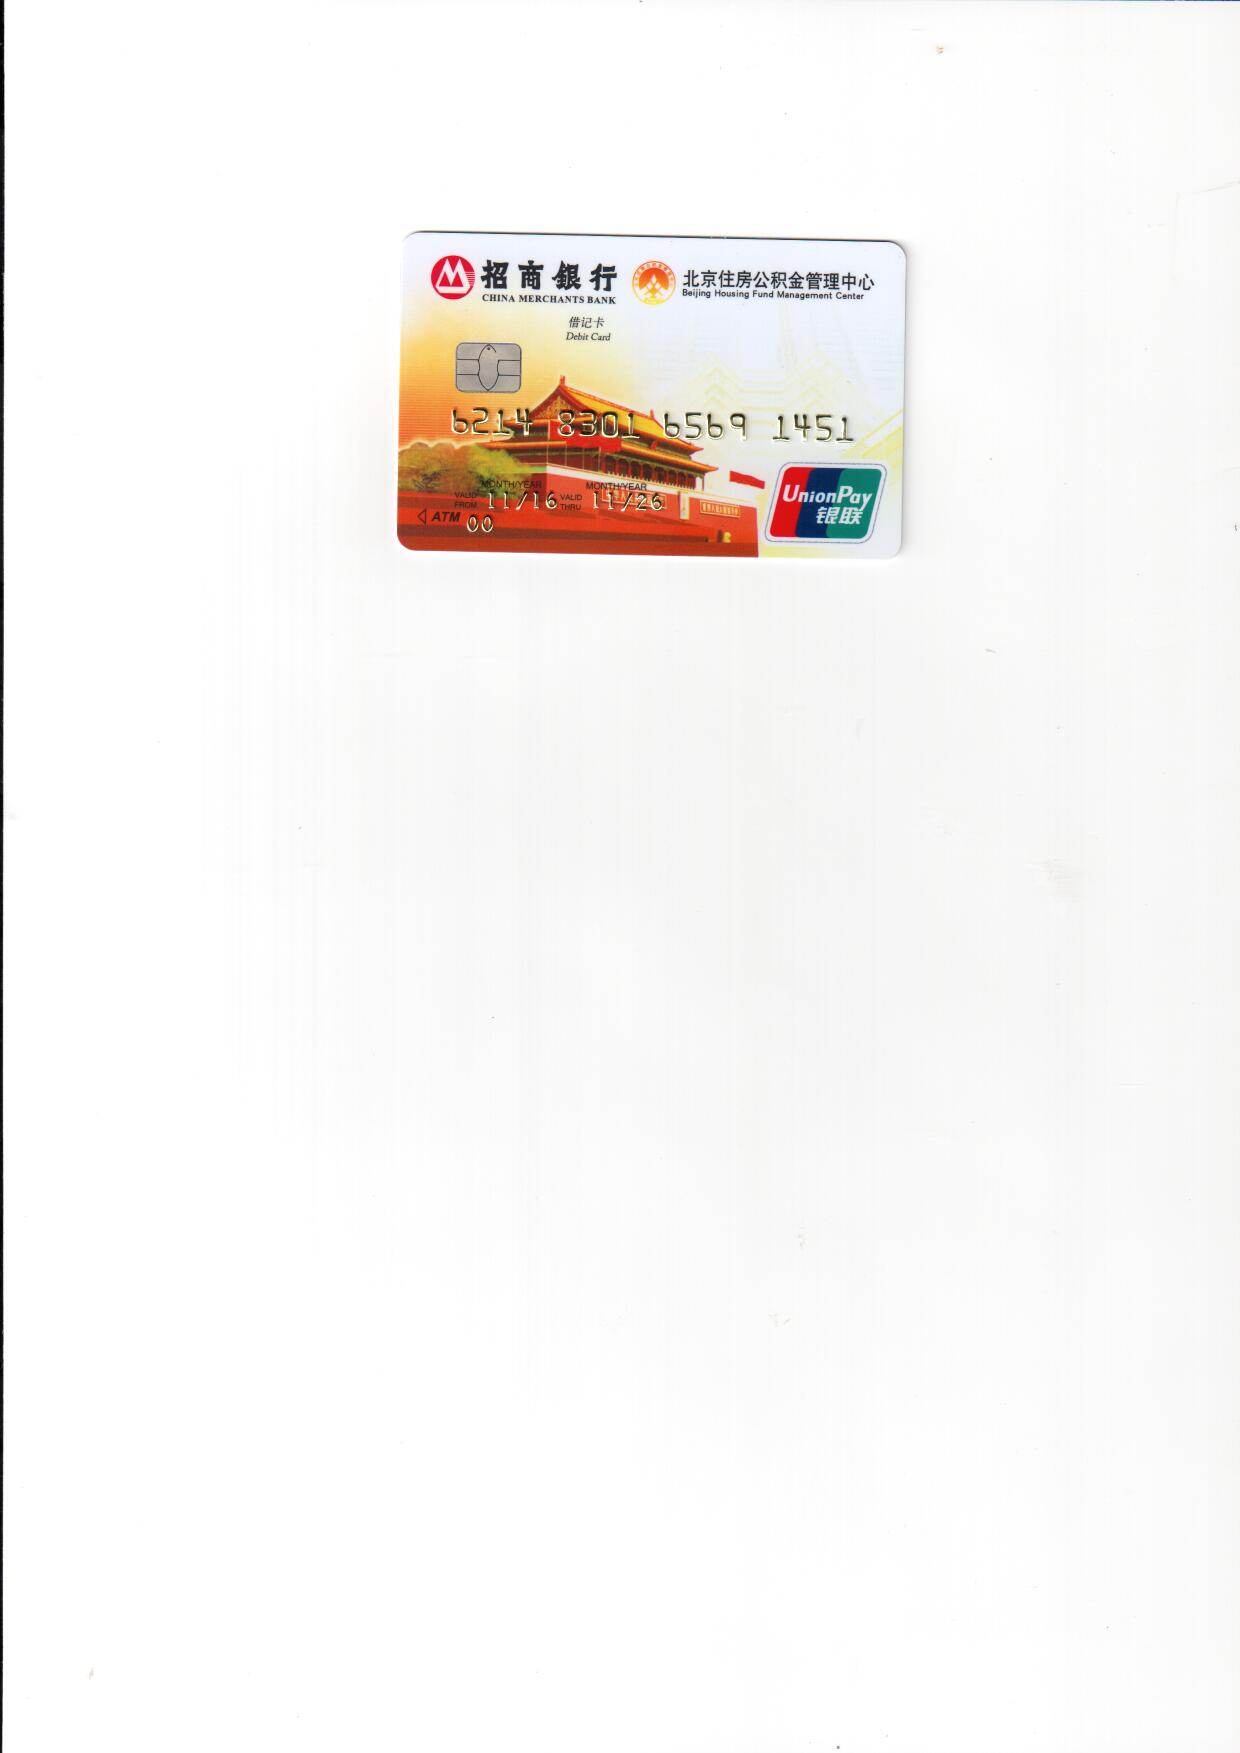 招商銀行
CHINA MERCHANTS BANK
北京住房公积金管理中心
Beijing Housing Fund Management Center
借记卡
Debit Card
6214 8301 6569 1451
MONTH/YEAR MONTH/YEAR
VALID FROM 11/16 VALID THRU 11/26
ATM 00
UnionPay
银联